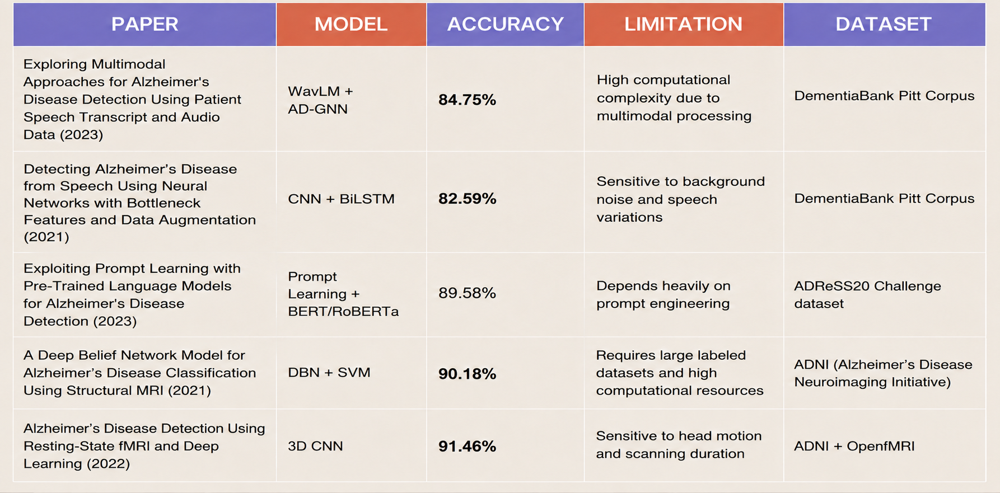 PAPER MODEL ACCURACY LIMITATION DATASET
Exploring Multimodal
Approaches for Alzheimer's
Disease Detection Using Patient
Speech Transcript and Audio
Data (2023)
WavLM +
AD-GNN
84.75%
High computational
complexity due to
multimodal processing
DementiaBank Pitt Corpus
Detecting Alzheimer’s Disease
from Speech Using Neural
Networks with Bottleneck
Features and Data Augmentation
(2021)
CNN + BiLSTM
82.59%
Sensitive to background
noise and speech
variations
DementiaBank Pitt Corpus
Exploiting Prompt Learning with
Pre-Trained Language Models
for Alzheimer's Disease
Detection (2023)
Prompt
Learning +
BERT/RoBERTa
89.58%
Depends heavily on
prompt engineering
ADReSS20 Challenge
dataset
A Deep Belief Network Model for
Alzheimer’s Disease Classification
Using Structural MRI (2021)
DBN + SVM
90.18%
Requires large labeled
datasets and high
computational resources
ADNI (Alzheimer’s Disease
Neuroimaging Initiative)
Alzheimer’s Disease Detection Using
Resting-State fMRI and Deep
Learning (2022)
3D CNN
91.46%
Sensitive to head motion
and scanning duration
ADNI + OpenfMRI